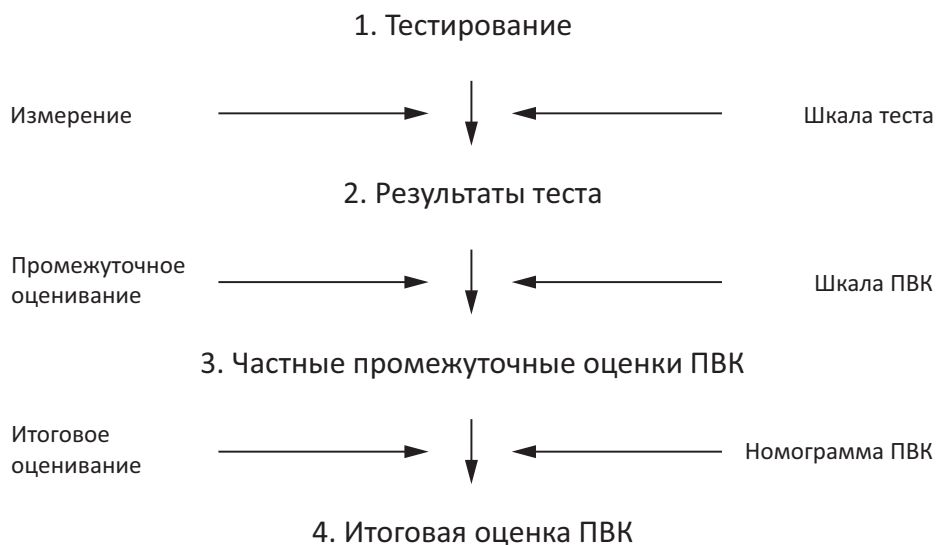 1. Тестирование
Измерение
Шкала теста
2. Результаты теста
Промежуточное
оценивание
Шкала ПВК
3. Частные промежуточные оценки ПВК
Итоговое
оценивание
Номограмма ПВК
4. Итоговая оценка ПВК